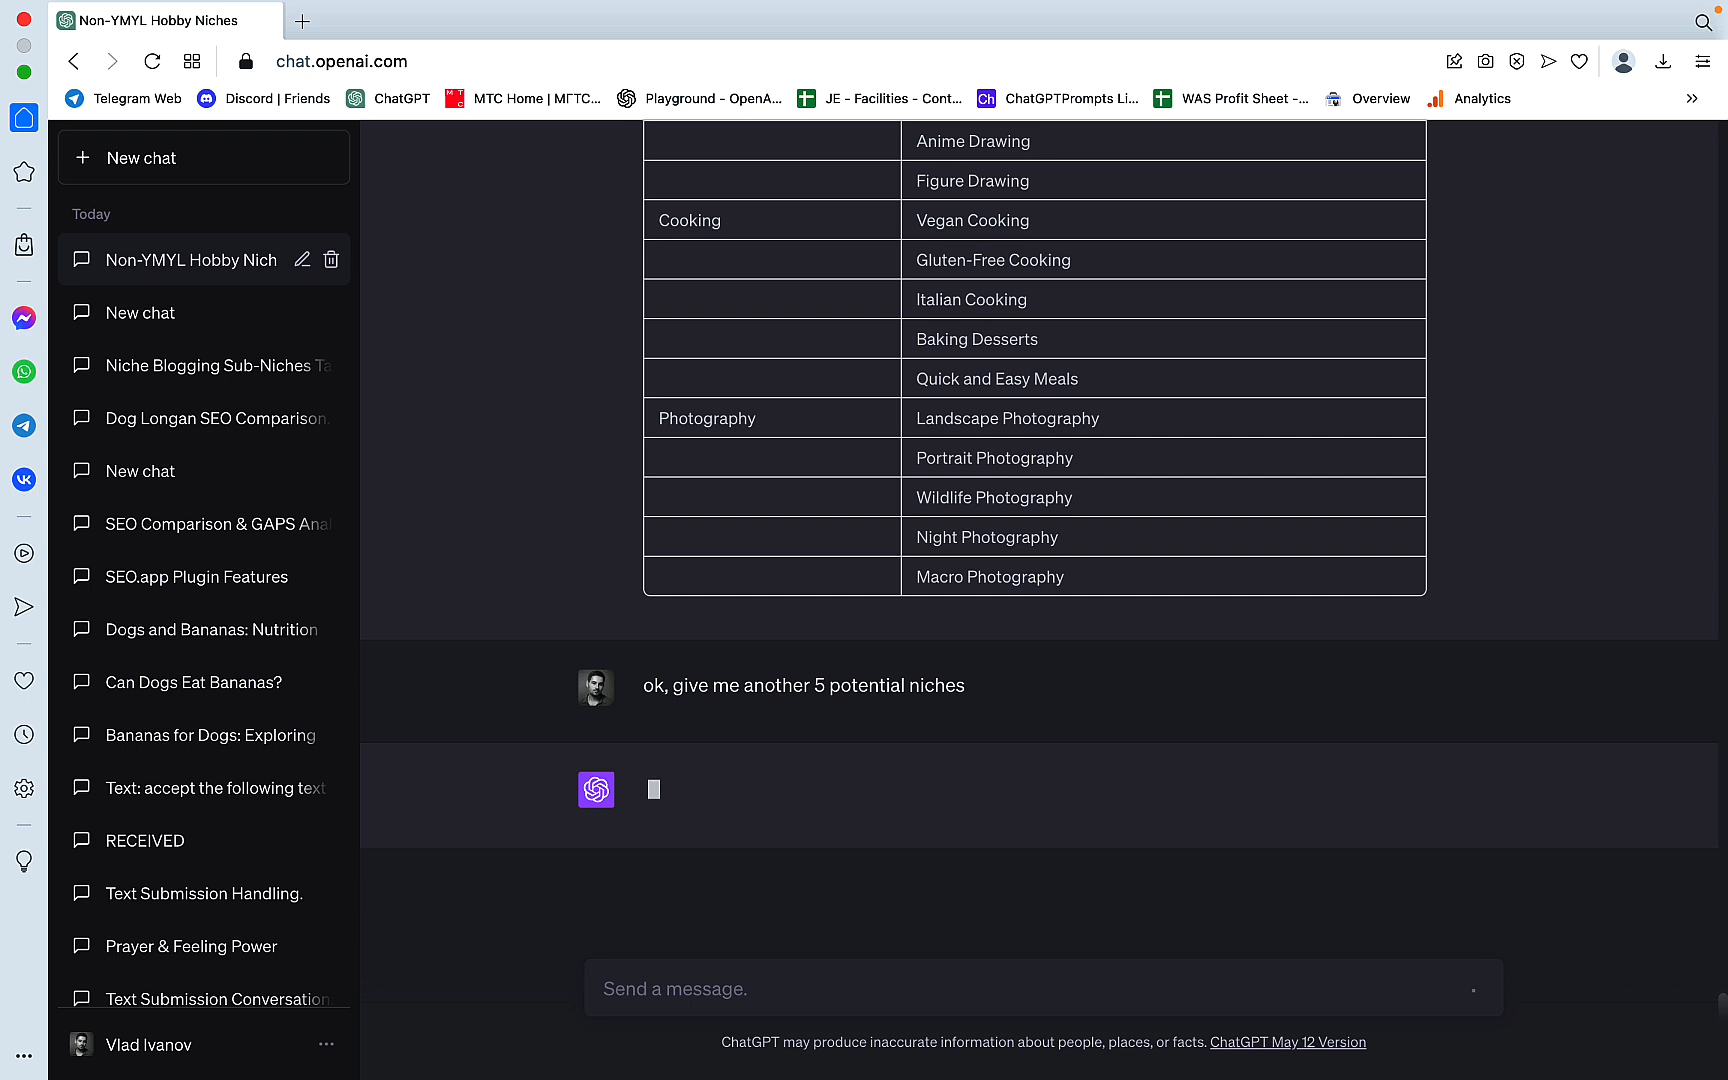 Non-YMYL Hobby Niches
chat.openai.com
Telegram Web
Discord | Friends
ChatGPT
MTC Home | МГТС...
Playground - OpenA...
JE - Facilities - Cont...
Ch
ChatGPTPrompts Li...
WAS Profit Sheet -...
Overview
Analytics
New chat
Today
Non-YMYL Hobby Nich
New chat
Niche Blogging Sub-Niches Ta
Dog Longan SEO Comparison.
New chat
SEO Comparison & GAPS Anal
SEO.app Plugin Features
Dogs and Bananas: Nutrition
Can Dogs Eat Bananas?
Bananas for Dogs: Exploring
Text: accept the following text
RECEIVED
Text Submission Handling.
Prayer & Feeling Power
Text Submission Conversation
Vlad Ivanov
Anime Drawing
Figure Drawing
Cooking Vegan Cooking
Gluten-Free Cooking
Italian Cooking
Baking Desserts
Quick and Easy Meals
Photography Landscape Photography
Portrait Photography
Wildlife Photography
Night Photography
Macro Photography
ok, give me another 5 potential niches
Send a message.
ChatGPT may produce inaccurate information about people, places, or facts. ChatGPT May 12 Version